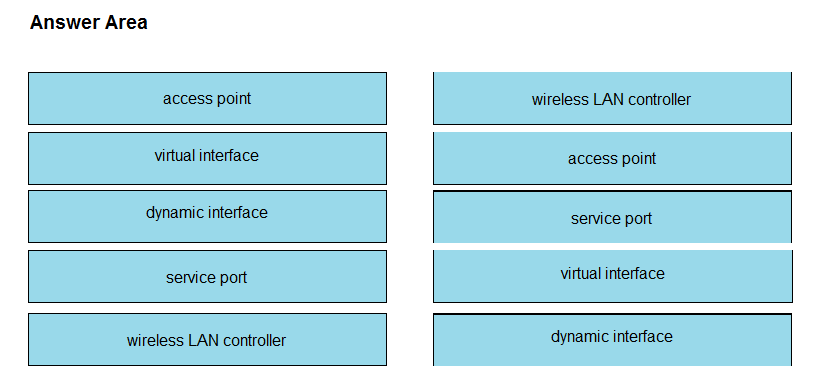 Answer Area
access point
wireless LAN controller
virtual interface
access point
dynamic interface
service port
service port
virtual interface
wireless LAN controller
dynamic interface